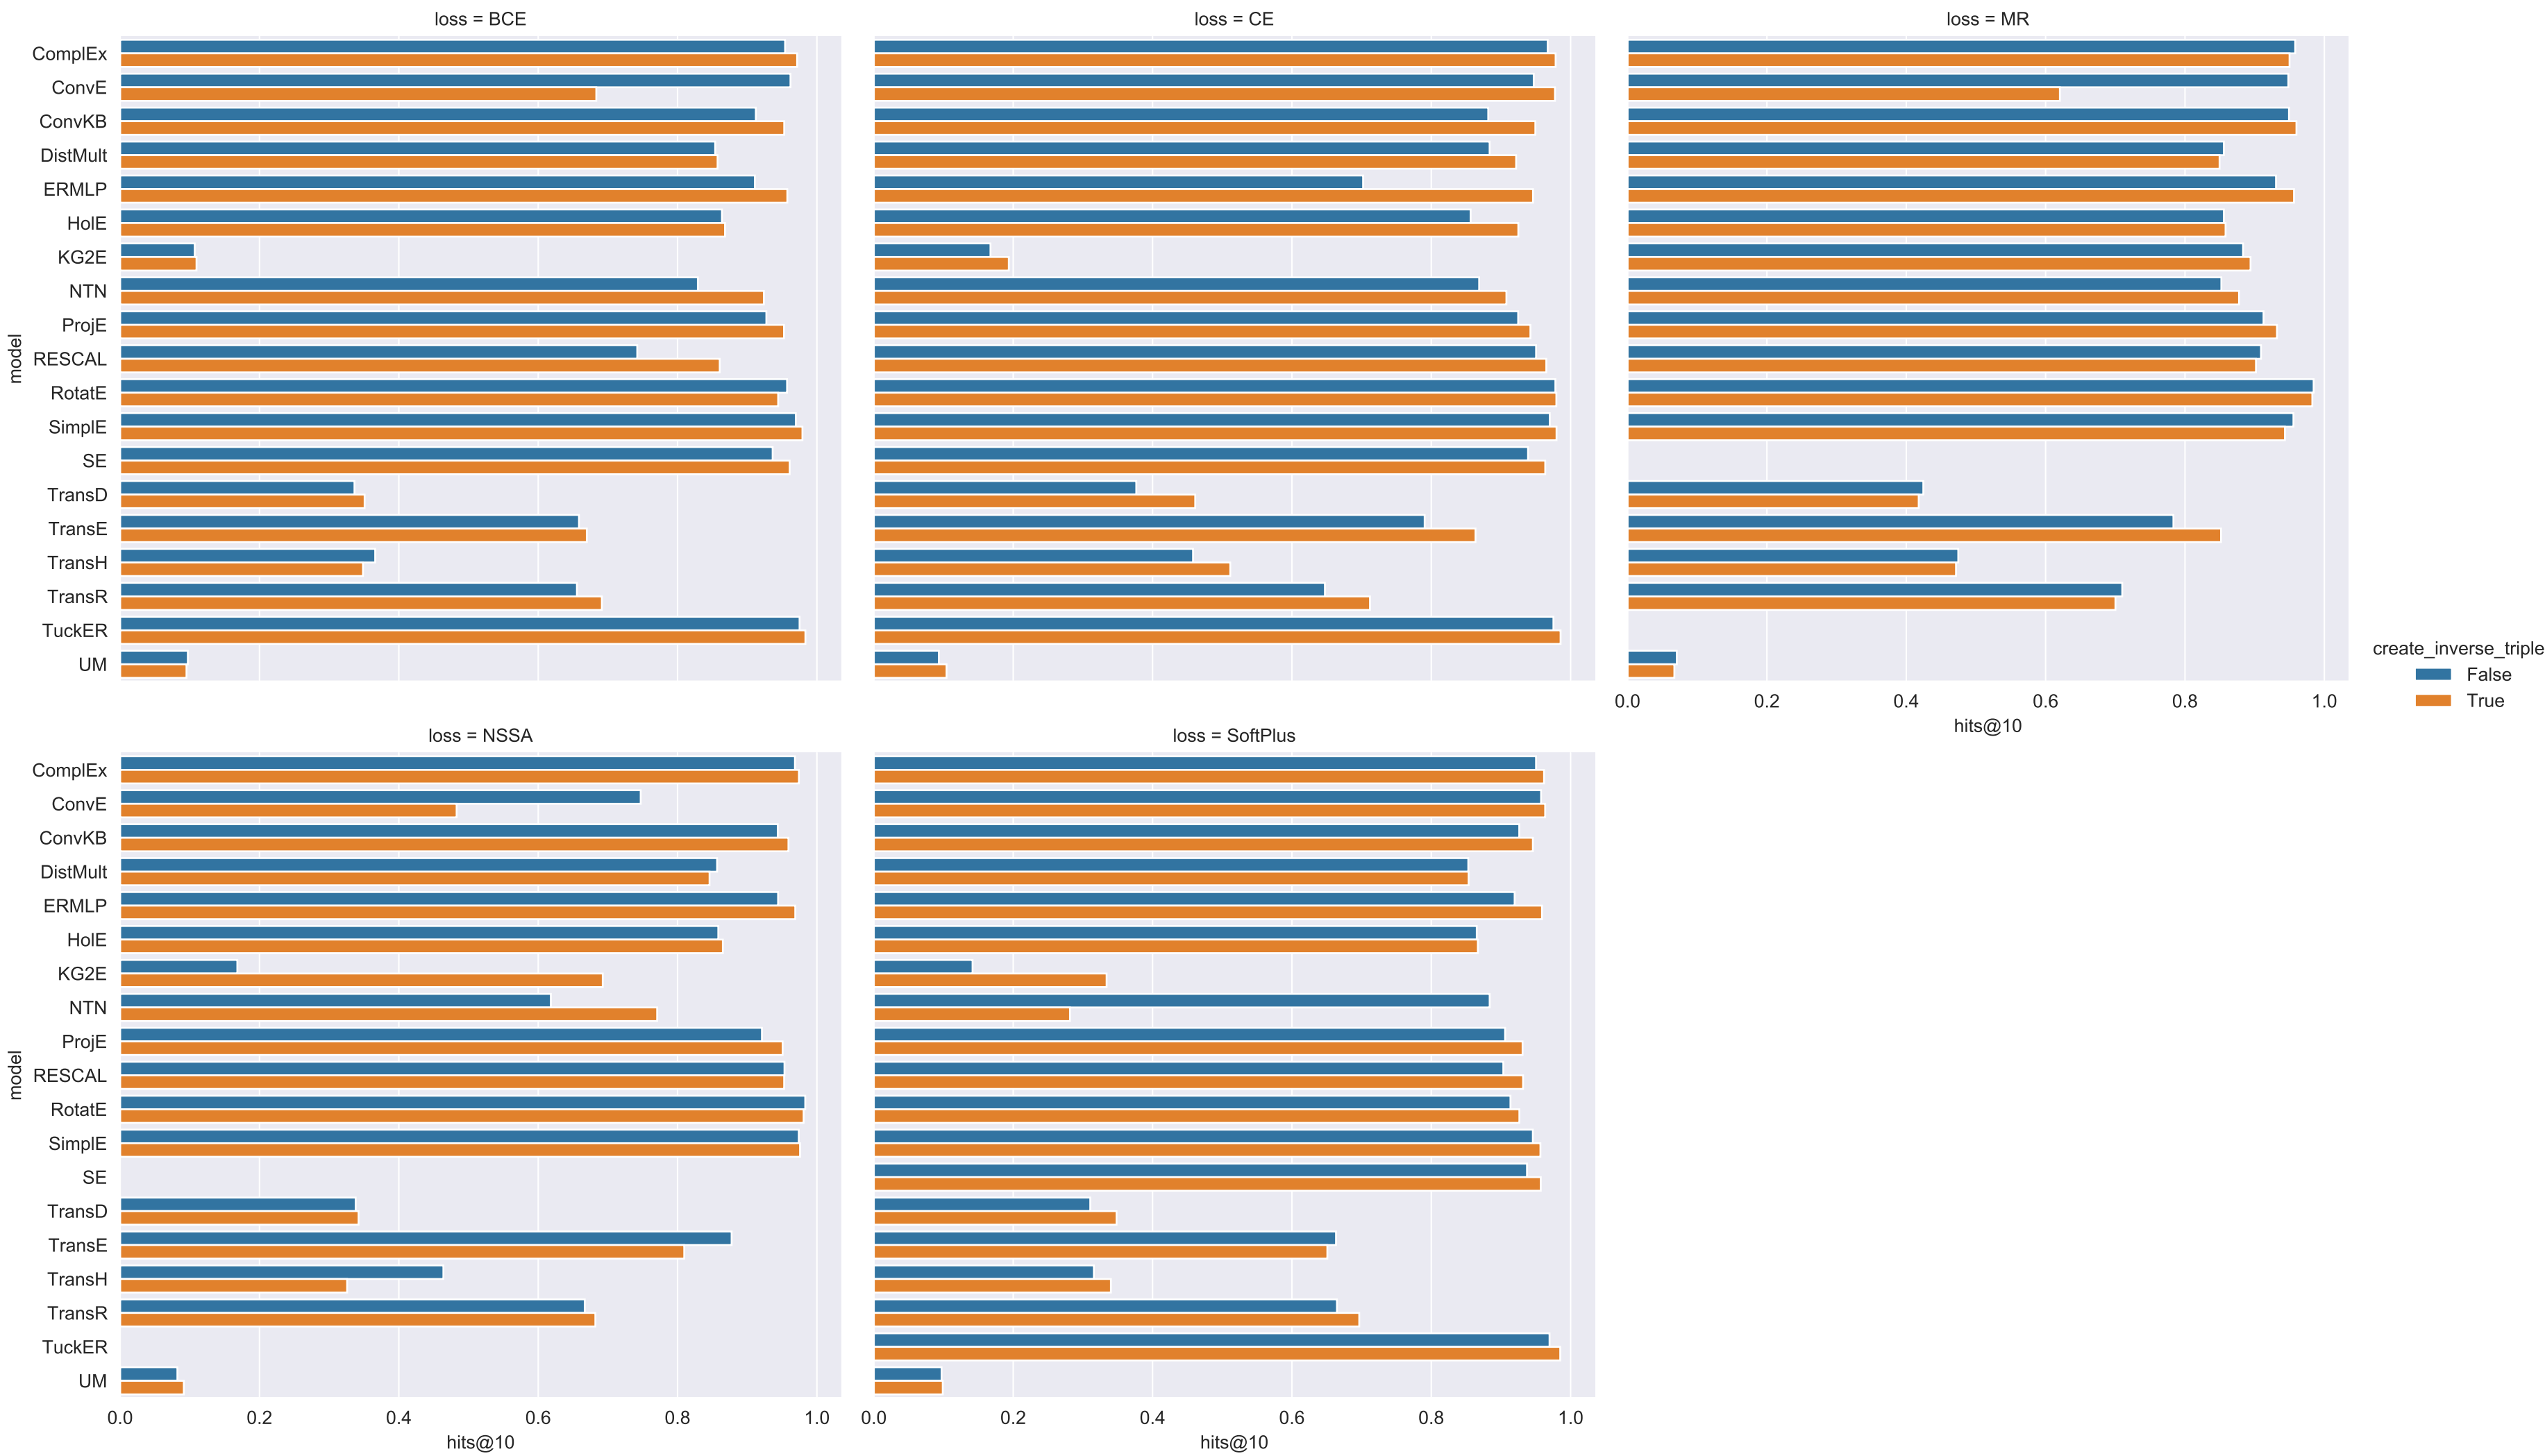 loss = BCE
loss = CE
loss = MR
model
ComplEx
ConvE
ConvKB
DistMult
ERMLP
HolE
KG2E
NTN
ProjE
RESCAL
RotatE
SimplE
SE
TransD
TransE
TransH
TransR
TuckER
UM
0.0 0.2 0.4 0.6 0.8 1.0
hits@10
create_inverse_triple
False
True
loss = NSSA
loss = SoftPlus
model
ComplEx
ConvE
ConvKB
DistMult
ERMLP
HolE
KG2E
NTN
ProjE
RESCAL
RotatE
SimplE
SE
TransD
TransE
TransH
TransR
TuckER
UM
0.0 0.2 0.4 0.6 0.8 1.0
hits@10
0.0 0.2 0.4 0.6 0.8 1.0
hits@10